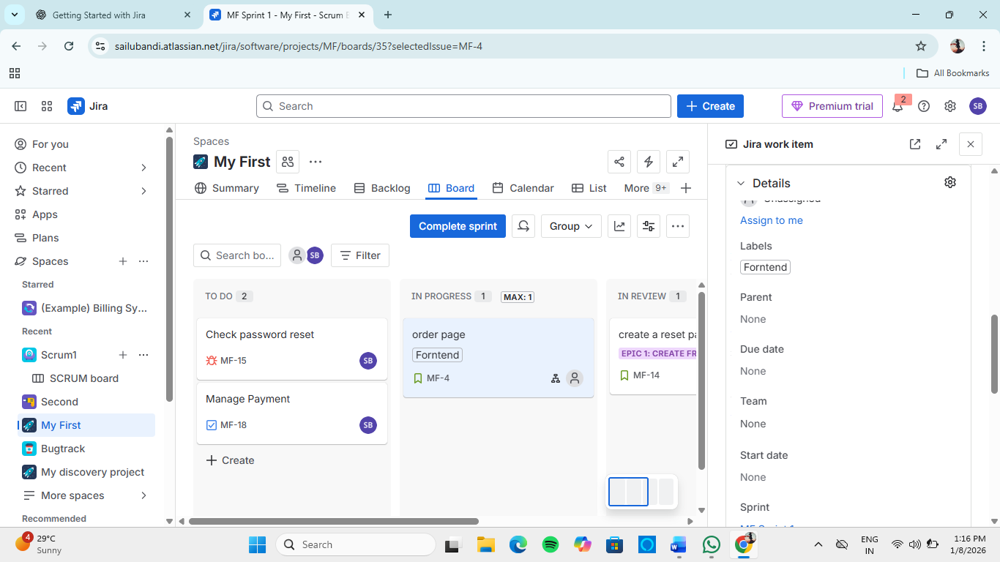 Getting Started with Jira
MF Sprint 1 - My First - Scrum B
sailubandi.atlassian.net/jira/software/projects/MF/boards/35?selectedIssue=MF-4
All Bookmarks
Jira
Search
Create
Premium trial
2
SB
For you
Recent
Starred
Apps
Plans
Spaces
Starred
(Example) Billing Sy...
Recent
Scrum1
SCRUM board
Second
My First
Bugtrack
My discovery project
More spaces
Recommended
Spaces
My First
Summary
Timeline
Backlog
Board
Calendar
List
More 9+
Complete sprint
Group
Search bo...
SB
Filter
TO DO 2
Check password reset
MF-15
SB
Manage Payment
MF-18
SB
Create
IN PROGRESS 1 MAX: 1
order page
Forntend
MF-4
IN REVIEW 1
create a reset pa
EPIC 1: CREATE FR
MF-14
Jira work item
Details
Unassigned
Assign to me
Labels
Forntend
Parent
None
Due date
None
Team
None
Start date
None
Sprint
MF Sprint 1
4
29°C
Sunny
Search
ENG
IN
1:16 PM
1/8/2026